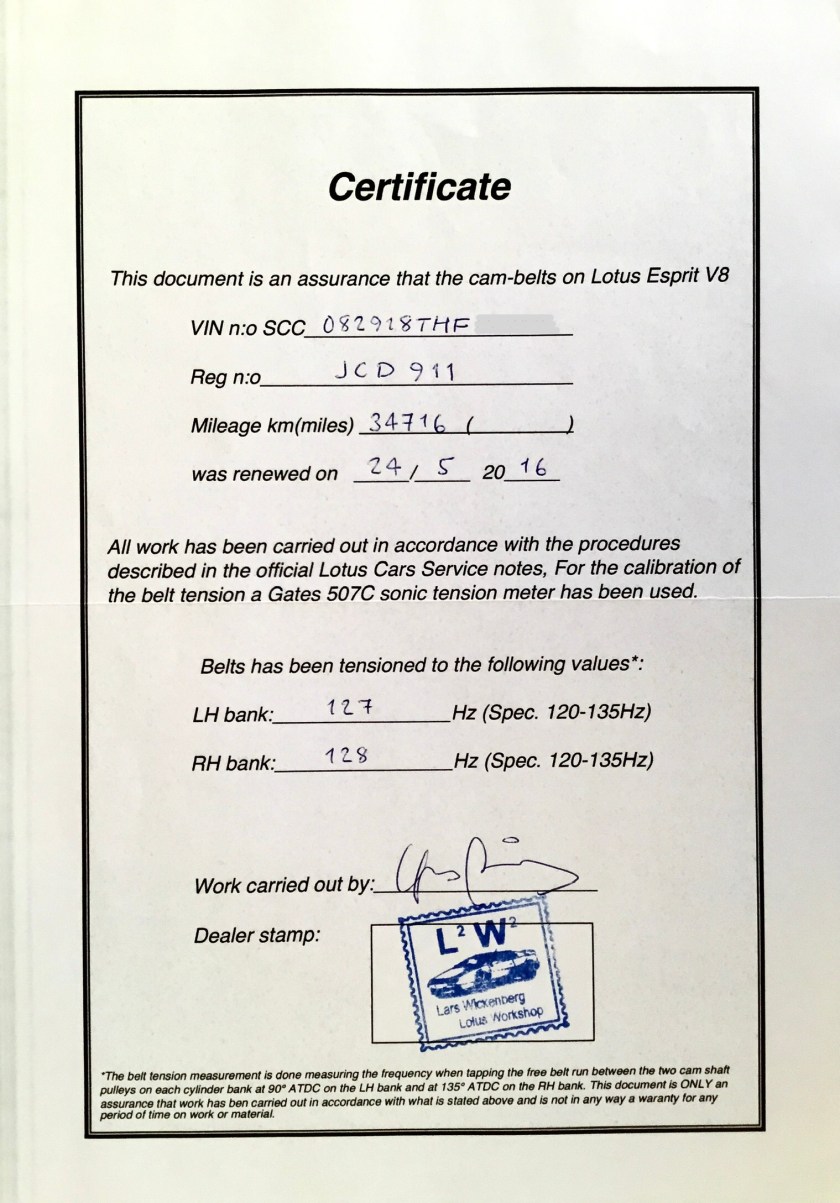 Certificate
This document is an assurance that the cam-belts on Lotus Esprit V8
VIN n:o SCC 082918THF
Reg n:o JCD 911
Mileage km(miles) 34716 ( )
was renewed on 24 / 5 20 16
All work has been carried out in accordance with the procedures
described in the official Lotus Cars Service notes, For the calibration of
the belt tension a Gates 507C sonic tension meter has been used.
Belts has been tensioned to the following values*:
LH bank: 127 Hz (Spec. 120-135Hz)
RH bank: 128 Hz (Spec. 120-135Hz)
Work carried out by:
Dealer stamp:
L² W²
Lars Wickenberg
Lotus Workshop
*The belt tension measurement is done measuring the frequency when tapping the free belt run between the two cam shaft
pulleys on each cylinder bank at 90° ATDC on the LH bank and at 135° ATDC on the RH bank. This document is ONLY an
assurance that work has ben carried out in accordance with what is stated above and is not in any way a waranty for any
period of time on work or material.